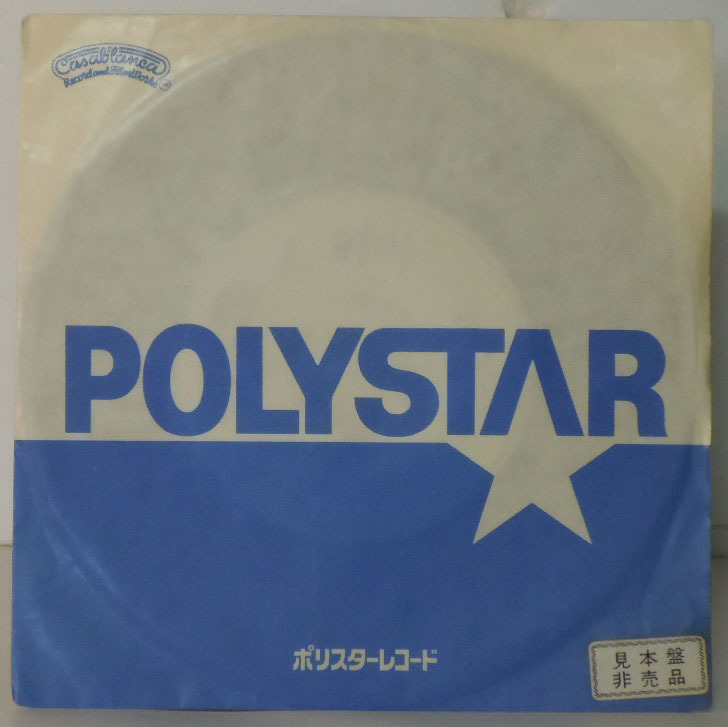 Casablanca
Record and FilmWorks
POLYSTAR
ポリスターレコード
見本盤
非売品